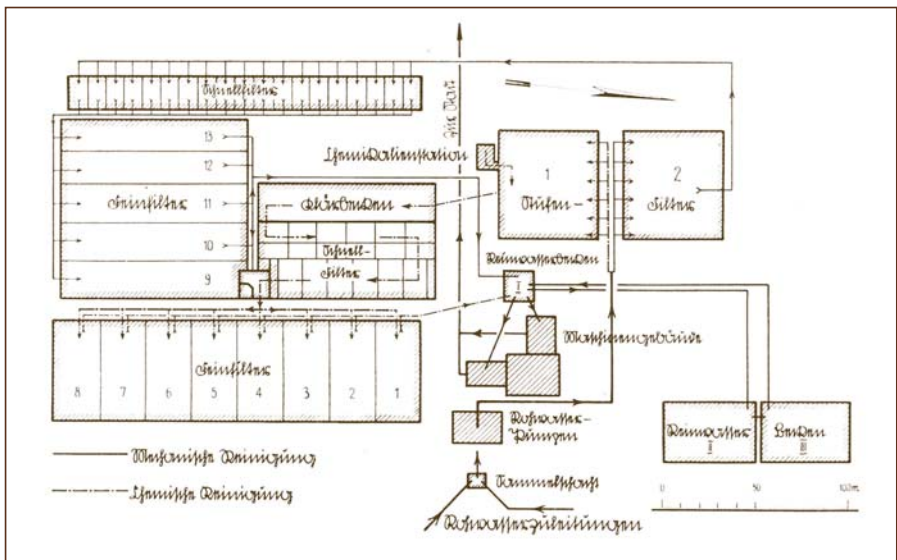 Schnellfilter
Zur Stadt
13
12
Feinfilter
11
10
9
Chemikalienstation
Klärbecken
Schnell-
filter
1
Stufen-
2
Filter
Reinwasserbecken
I
Maschinengebäude
Feinfilter
8 7 6 5 4 3 2 1
Rohwasser-
Pumpen
Reinwasser
II
Becken
III
Mechanische Reinigung
Chemische Reinigung
Sammelschacht
Rohwasserzuleitungen
0 50 100m